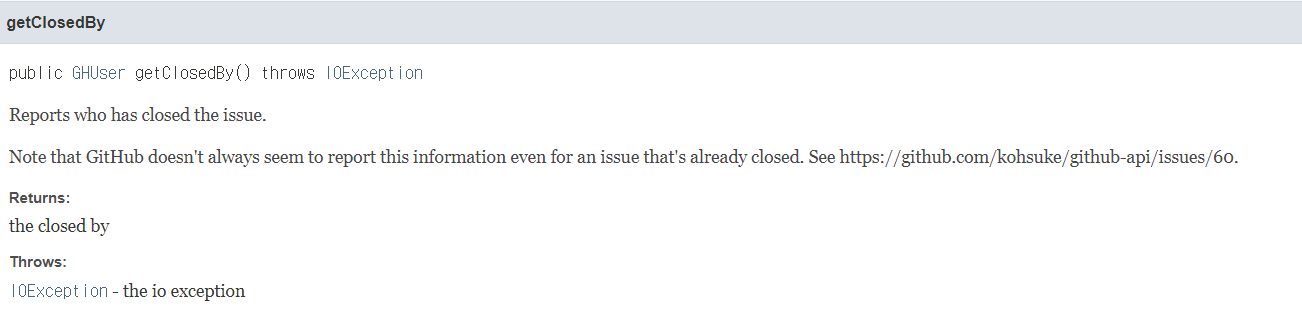 getClosedBy
public GHUser getClosedBy() throws IOException
Reports who has closed the issue.
Note that GitHub doesn't always seem to report this information even for an issue that's already closed. See https://github.com/kohsuke/github-api/issues/60.
Returns:
the closed by
Throws:
IOException - the io exception